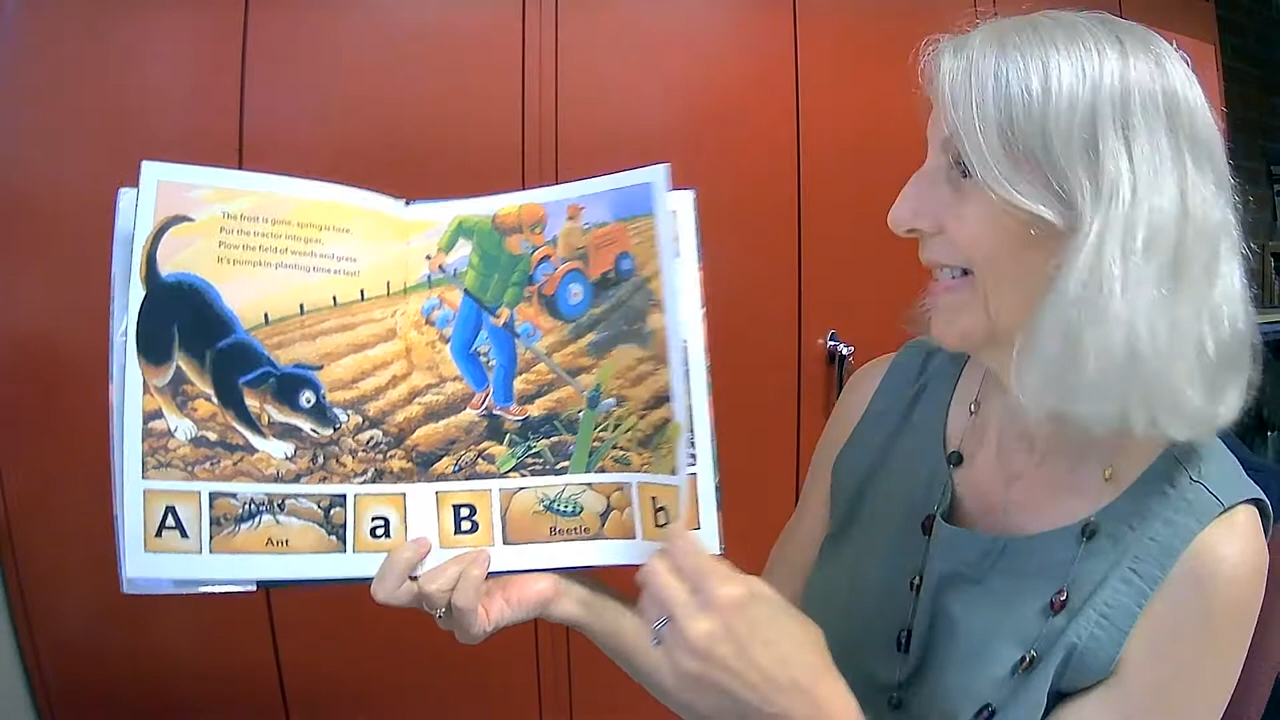 The frost is gone, spring is here,
Put the tractor into gear,
Plow the field of weeds and grass
It's pumpkin-planting time at last!
A
Ant
a
B
Beetle
b